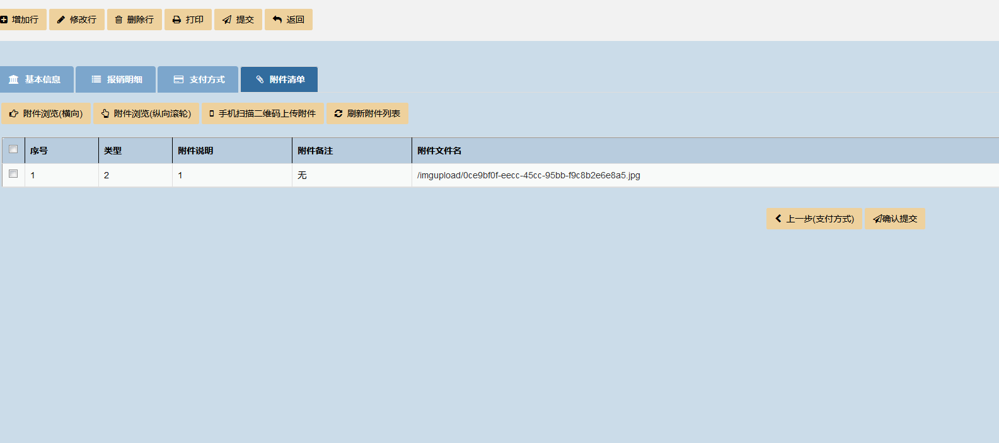 增加行 修改行 删除行 打印 提交 返回
基本信息 报销明细 支付方式 附件清单
附件浏览(横向) 附件浏览(纵向滚轮) 手机扫描二维码上传附件 刷新附件列表
序号 类型 附件说明 附件备注 附件文件名
1 2 1 无 /imgupload/0ce9bf0f-eecc-45cc-95bb-f9c8b2e6e8a5.jpg
上一步(支付方式) 确认提交